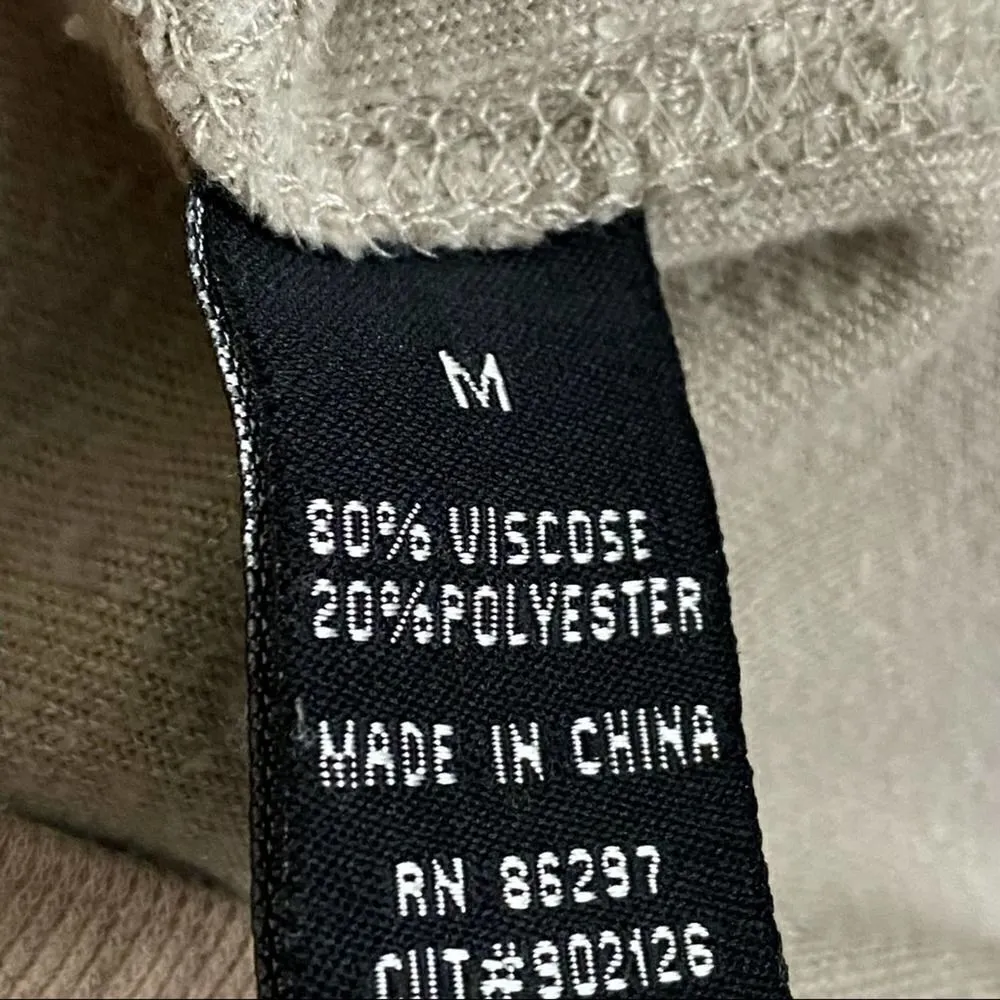 M
80% VISCOSE
20%POLYESTER
MADE IN CHINA
RN 86297
CUT#902126